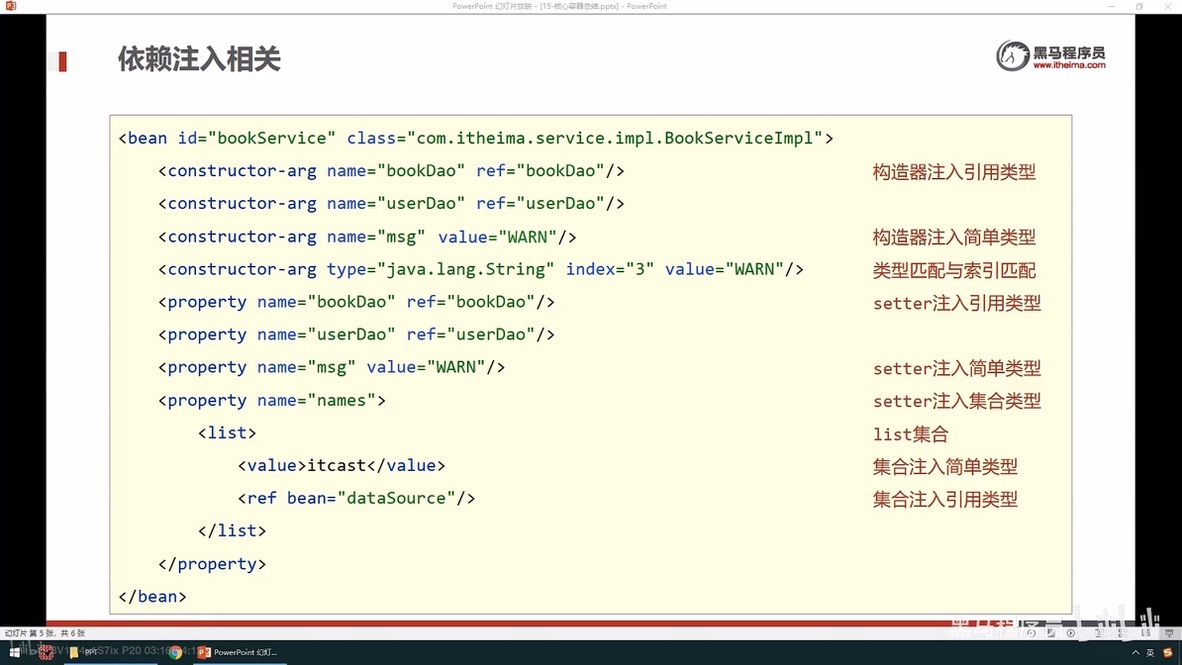 PowerPoint 幻灯片放映 - [15-核心容器总结.pptx] - PowerPoint
依赖注入相关
黑马程序员
www.itheima.com
<bean id="bookService" class="com.itheima.service.impl.BookServiceImpl">
<constructor-arg name="bookDao" ref="bookDao"/> 构造器注入引用类型
<constructor-arg name="userDao" ref="userDao"/>
<constructor-arg name="msg" value="WARN"/> 构造器注入简单类型
<constructor-arg type="java.lang.String" index="3" value="WARN"/> 类型匹配与索引匹配
<property name="bookDao" ref="bookDao"/> setter注入引用类型
<property name="userDao" ref="userDao"/>
<property name="msg" value="WARN"/> setter注入简单类型
<property name="names"> setter注入集合类型
<list> list集合
<value>itcast</value> 集合注入简单类型
<ref bean="dataSource"/> 集合注入引用类型
</list>
</property>
</bean>
黑马程序员
幻灯片 第 5 张，共 6 张
PPT
P20 03:16
PowerPoint 幻灯...
英